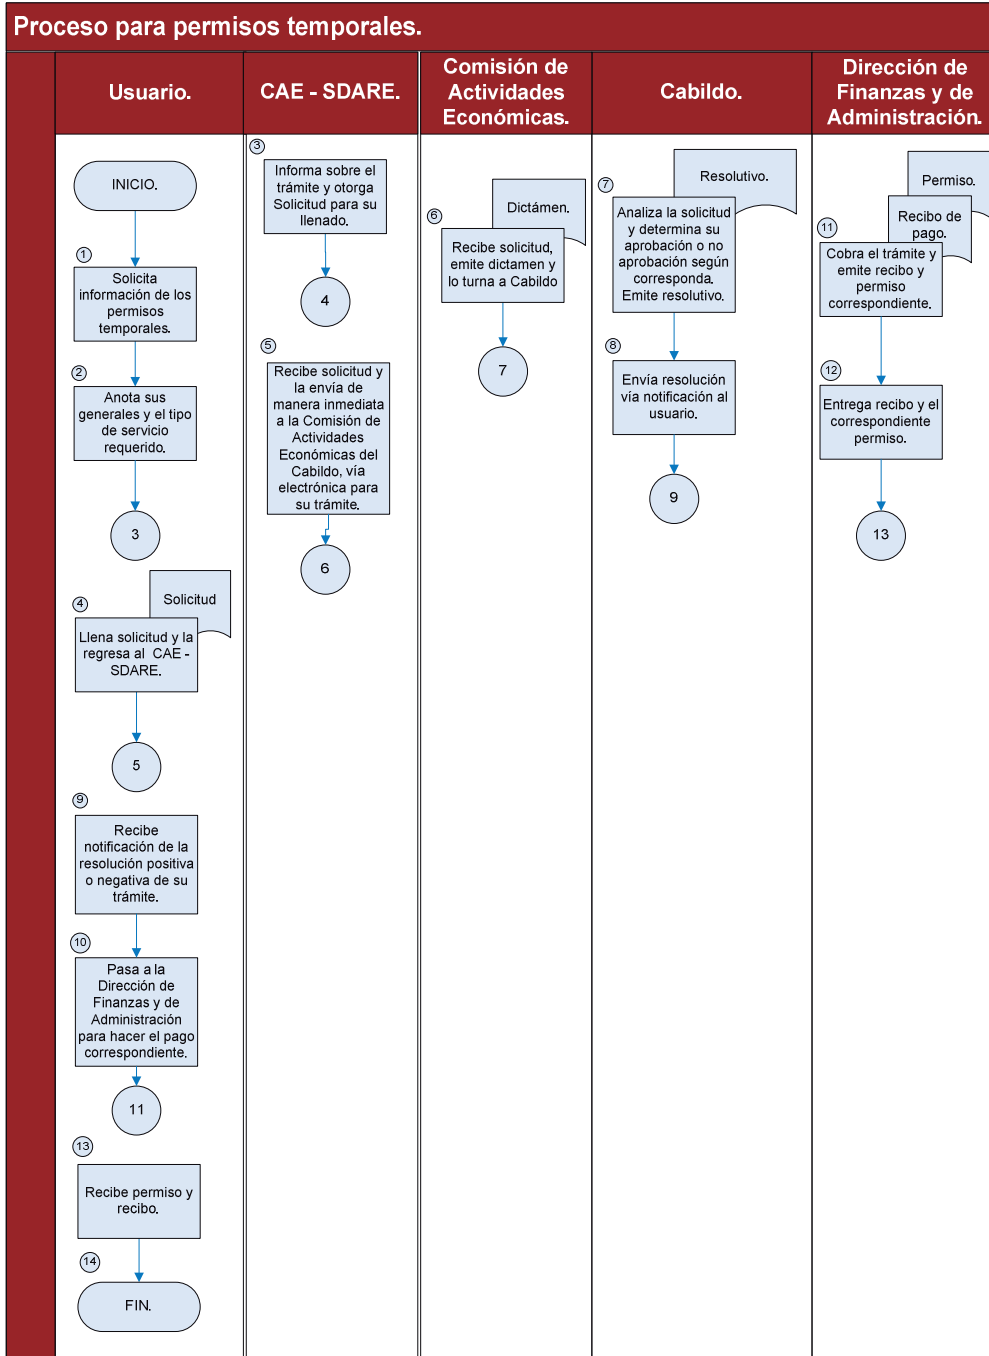 Proceso para permisos temporales.
Usuario.
CAE - SDARE.
Comisión de
Actividades
Económicas.
Cabildo.
Dirección de
Finanzas y de
Administración.
INICIO.
1
Solicita
información de los
permisos
temporales.
2
Anota sus
generales y el tipo
de servicio
requerido.
3
4
Solicitud
Llena solicitud y la
regresa al CAE -
SDARE.
5
9
Recibe
notificación de la
resolución positiva
o negativa de su
trámite.
10
Pasa a la
Dirección de
Finanzas y de
Administración
para hacer el pago
correspondiente.
11
13
Recibe permiso y
recibo.
14
FIN.
3
Informa sobre el
trámite y otorga
Solicitud para su
llenado.
4
5
Recibe solicitud y
la envía de
manera inmediata
a la Comisión de
Actividades
Económicas del
Cabildo, vía
electrónica para
su trámite.
6
Dictámen.
6
Recibe solicitud,
emite dictamen y
lo turna a Cabildo
7
Resolutivo.
7
Analiza la solicitud
y determina su
aprobación o no
aprobación según
corresponda.
Emite resolutivo.
8
Envía resolución
vía notificación al
usuario.
9
Permiso.
Recibo de
pago.
11
Cobra el trámite y
emite recibo y
permiso
correspondiente.
12
Entrega recibo y el
correspondiente
permiso.
13